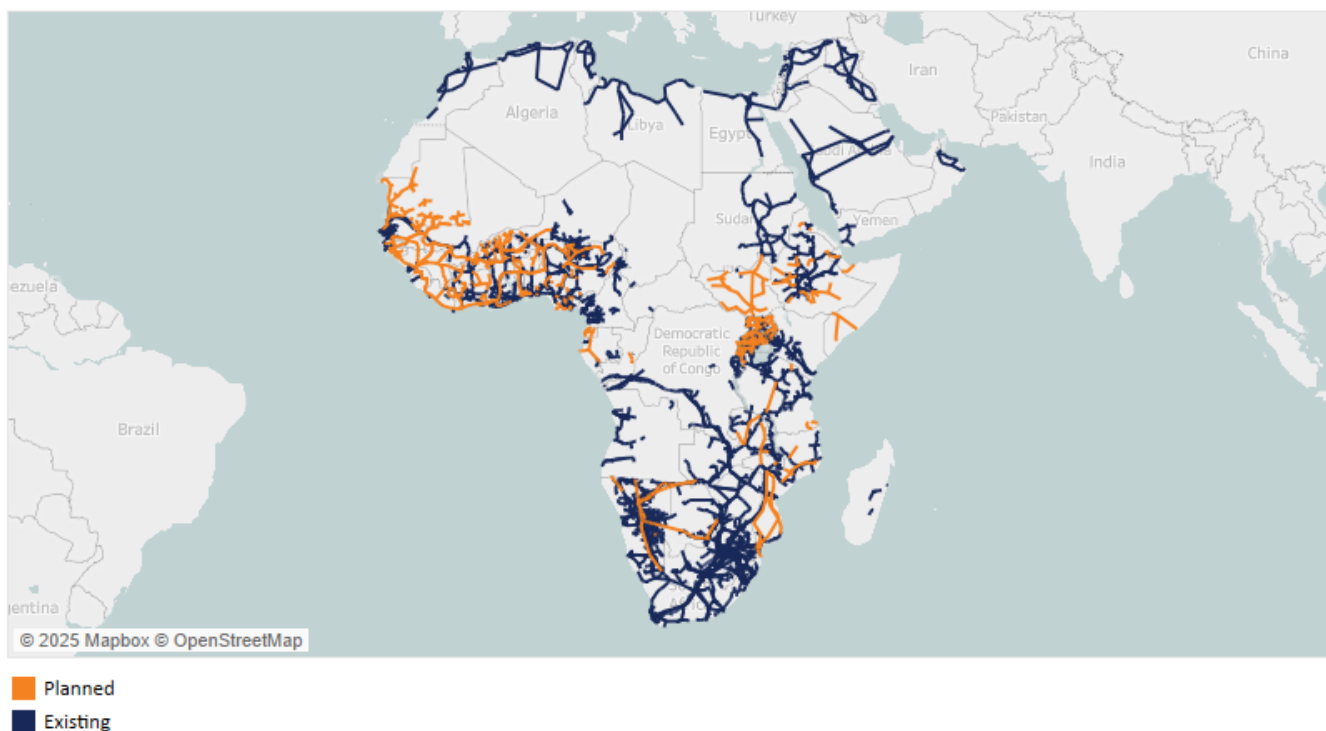 Turkey
China
Iran
Algeria
Libya
Egypt
Pakistan
India
Sudan
Yemen
ezuela
Democratic
Republic
of Congo
Brazil
gentina
© 2025 Mapbox © OpenStreetMap
Planned
Existing